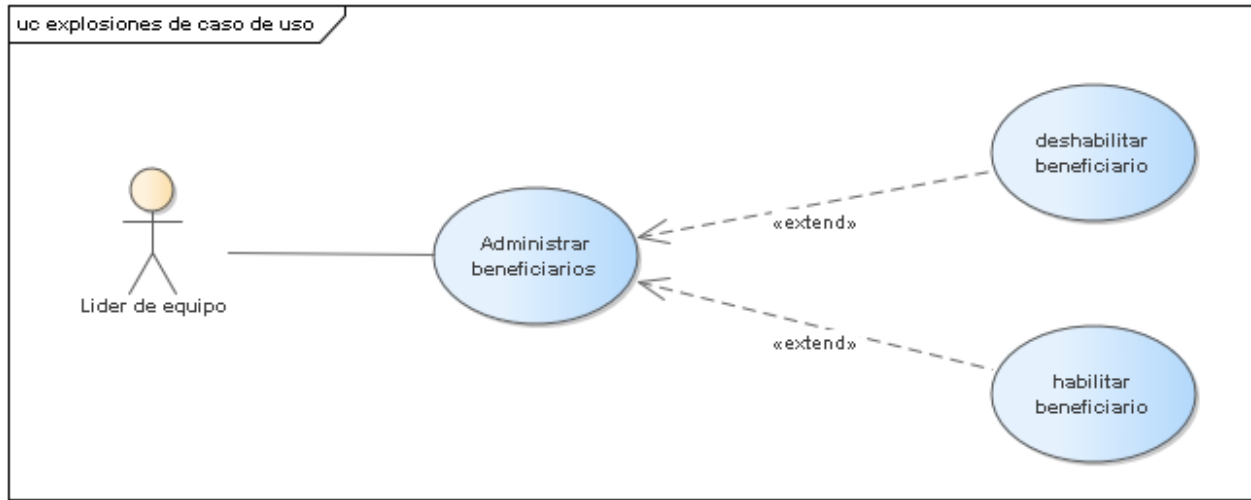 uc explosiones de caso de uso
deshabilitar
beneficiario
«extend»
Administrar
beneficiarios
Lider de equipo
«extend»
habilitar
beneficiario